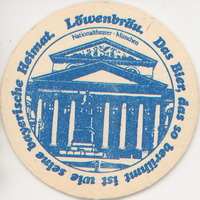 Löwenbräu. Das Bier, das so berühmt ist wie seine bayerische Heimat.
Nationaltheater · München